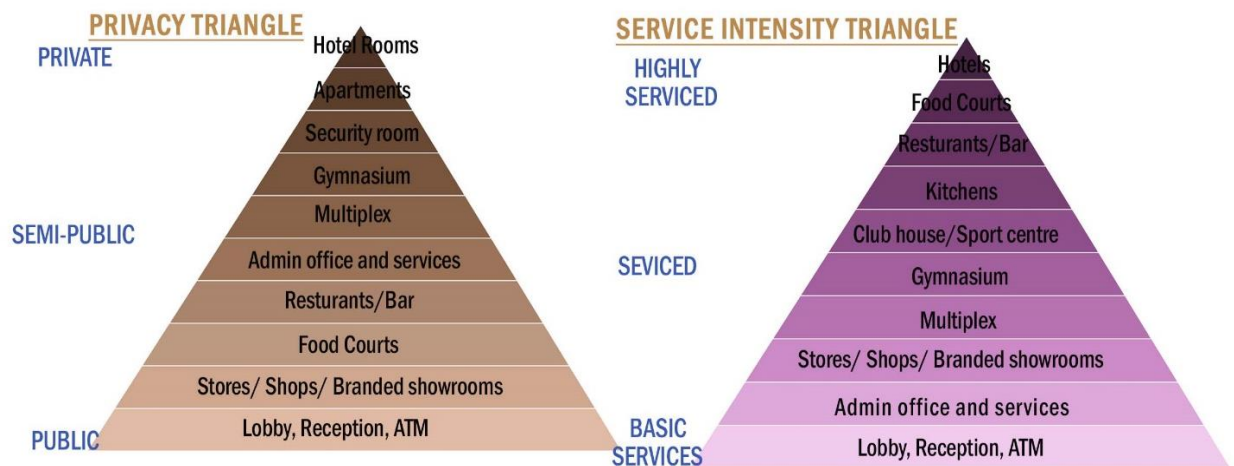 PRIVACY TRIANGLE
PRIVATE
Hotel Rooms
Apartments
Security room
Gymnasium
SEMI-PUBLIC
Multiplex
Admin office and services
Resturants/Bar
Food Courts
Stores/ Shops/ Branded showrooms
PUBLIC
Lobby, Reception, ATM
SERVICE INTENSITY TRIANGLE
HIGHLY
SERVICED
Hotels
Food Courts
Resturants/Bar
Kitchens
SEVICED
Club house/Sport centre
Gymnasium
Multiplex
Stores/ Shops/ Branded showrooms
BASIC
SERVICES
Admin office and services
Lobby, Reception, ATM